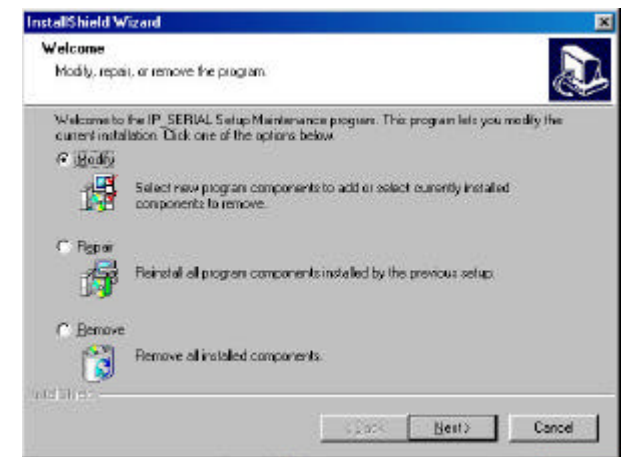 InstallShield Wizard
Welcome
Modify, repair, or remove the program.
Welcome to the IP_SERIAL Setup Maintenance program. This program lets you modify the
current installation. Click one of the options below.
Modify
Select new program components to add or select currently installed
components to remove.
Repair
Reinstall all program components installed by the previous setup.
Remove
Remove all installed components.
InstallShield
< Back
Next >
Cancel